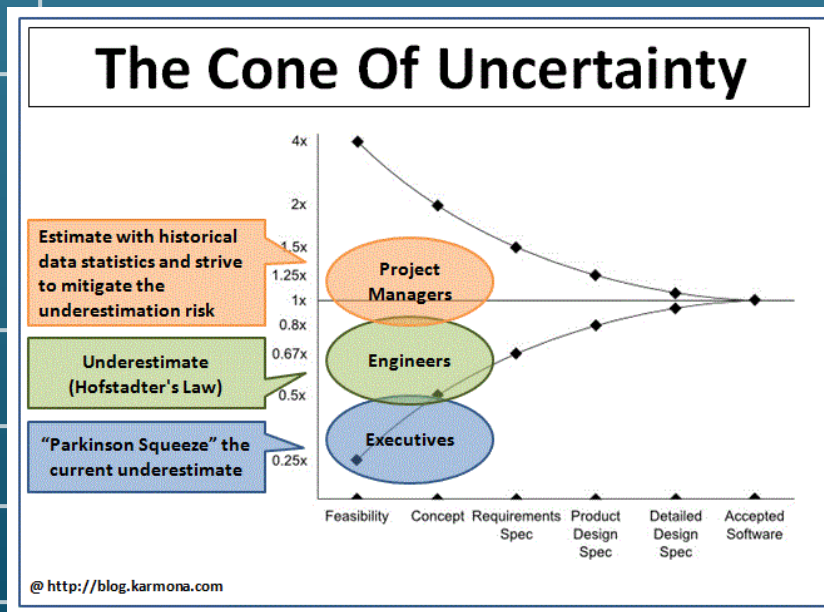 The Cone Of Uncertainty
4x
2x
1.5x
1.25x
1x
0.8x
0.67x
0.5x
0.25x
Estimate with historical
data statistics and strive
to mitigate the
underestimation risk
Underestimate
(Hofstadter's Law)
“Parkinson Squeeze” the
current underestimate
Project
Managers
Engineers
Executives
Feasibility
Concept
Requirements
Spec
Product
Design
Spec
Detailed
Design
Spec
Accepted
Software
@ http://blog.karmona.com